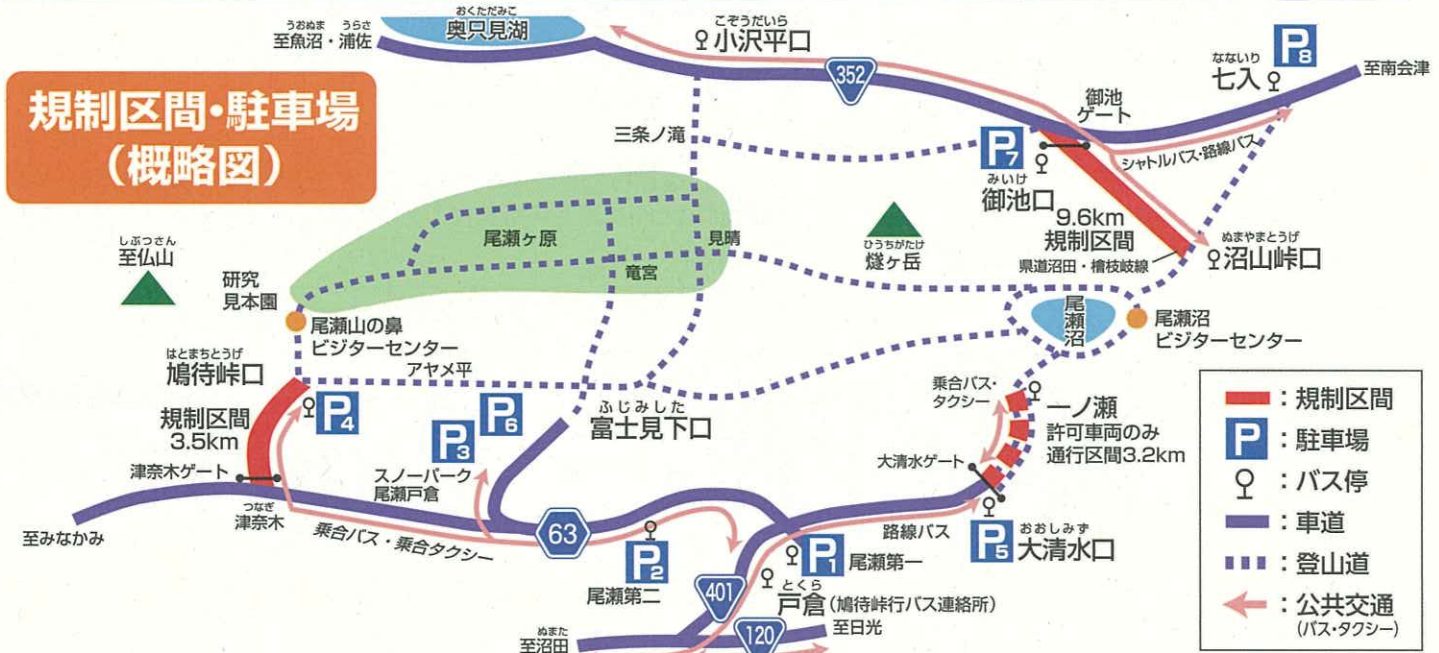 規制区間・駐車場
（概略図）
おくただみこ
奥只見湖
うおぬま うらさ
至魚沼・浦佐
こぞうだいら
小沢平口
352
なないり
七入
P8
至南会津
御池
ゲート
シャトルバス・路線バス
三条ノ滝
P7
みいけ
御池口
9.6km
規制区間
県道沼田・檜枝岐線
ぬまやまとうげ
沼山峠口
ひうちがたけ
燧ヶ岳
尾瀬ヶ原
見晴
竜宮
しぶつさん
至仏山
研究
見本園
尾瀬山の鼻
ビジターセンター
尾瀬沼
尾瀬沼
ビジターセンター
はとまちとうげ
鳩待峠口
アヤメ平
規制区間
3.5km
P4
P3
P6
スノーパーク
尾瀬戸倉
ふじみした
富士見下口
乗合バス・
タクシー
一ノ瀬
許可車両のみ
通行区間3.2km
大清水ゲート
津奈木ゲート
つなぎ
津奈木
至みなかみ
乗合バス・乗合タクシー
63
P2
尾瀬第二
P1
尾瀬第一
路線バス
P5
おおしみず
大清水口
401
とくら
戸倉（鳩待峠行バス連絡所）
ぬまた
至沼田
120
至日光
：規制区間
P：駐車場
：バス停
：車道
：登山道
：公共交通
（バス・タクシー）